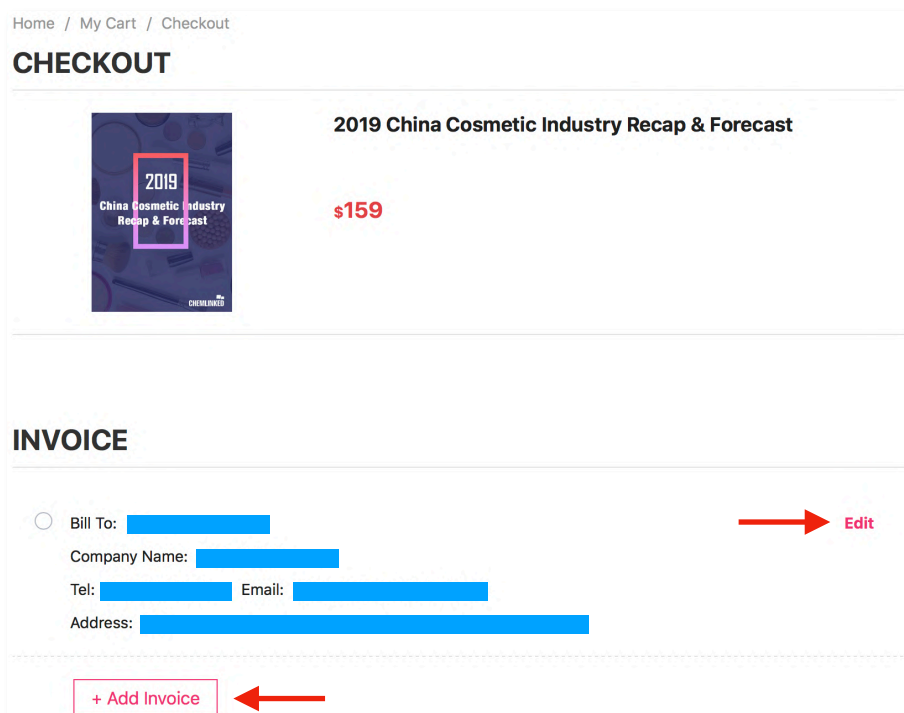 Home / My Cart / Checkout
CHECKOUT
2019
China Cosmetic Industry
Recap & Forecast
CHEMLINKED
2019 China Cosmetic Industry Recap & Forecast
$159
INVOICE
Bill To:
Edit
Company Name:
Tel: Email:
Address:
+ Add Invoice